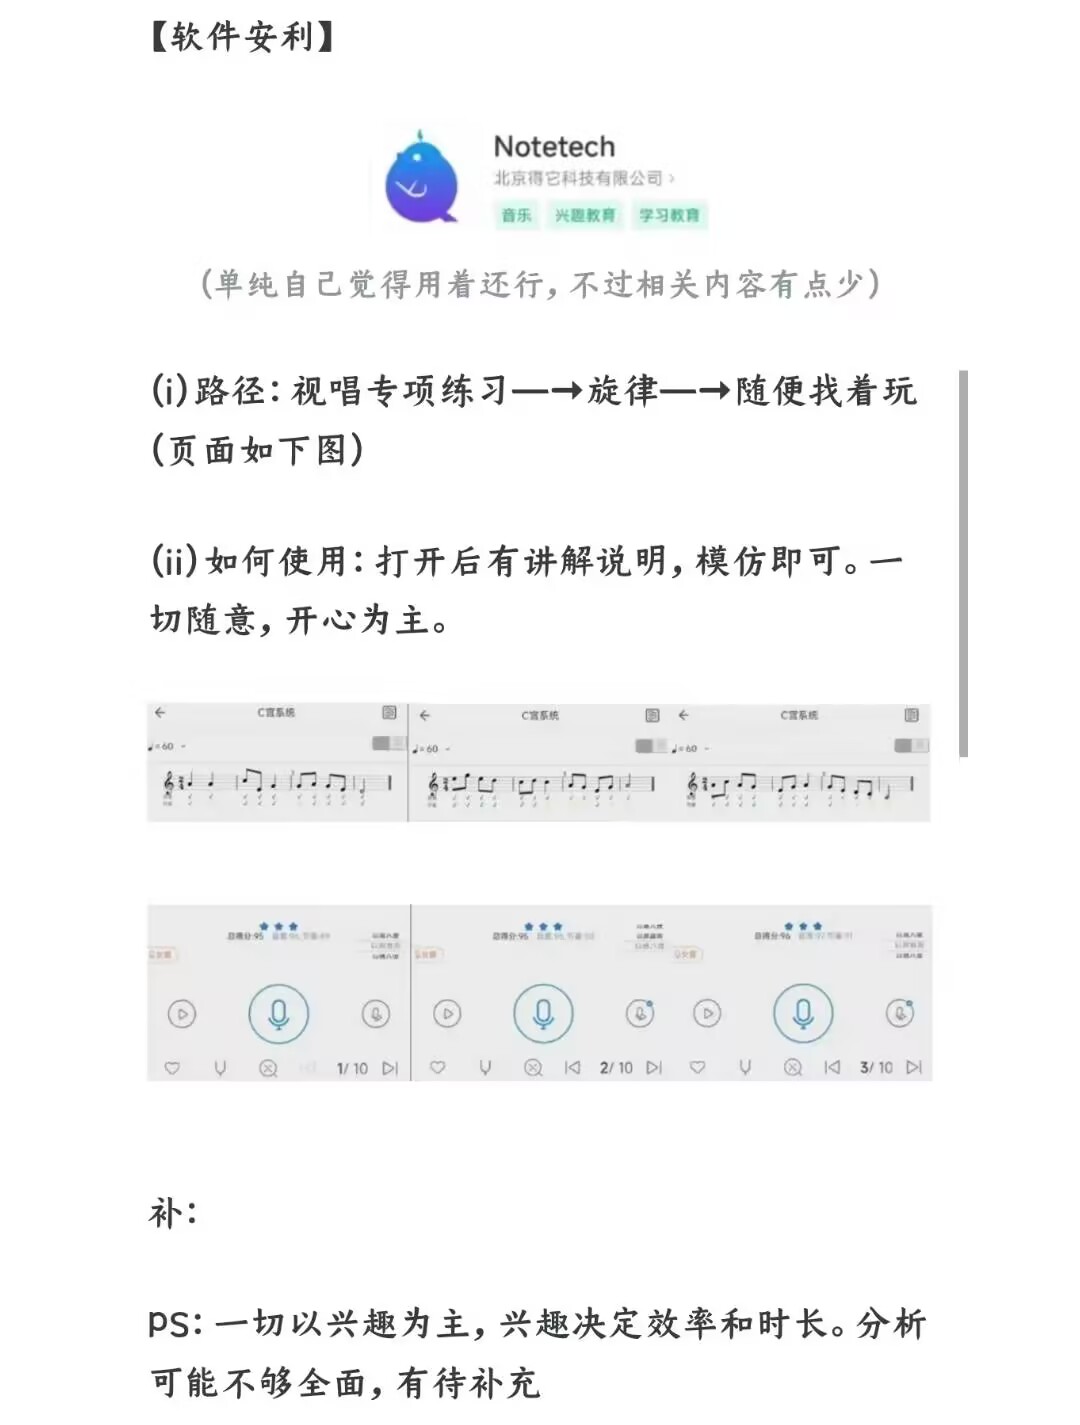 【软件安利】
Notetech
北京得它科技有限公司 ›
音乐 兴趣教育 学习教育
(单纯自己觉得用着还行,不过相关内容有点少)
(i)路径:视唱专项练习—→旋律—→随便找着玩
(页面如下图)
(ii)如何使用:打开后有讲解说明,模仿即可。一
切随意,开心为主。
C宫系统 C宫系统 C宫系统
♩=60 ♩=60 ♩=60
总得分:95 总得分:95 总得分:96
1/10 2/10 3/10
补:
PS:一切以兴趣为主,兴趣决定效率和时长。分析
可能不够全面,有待补充